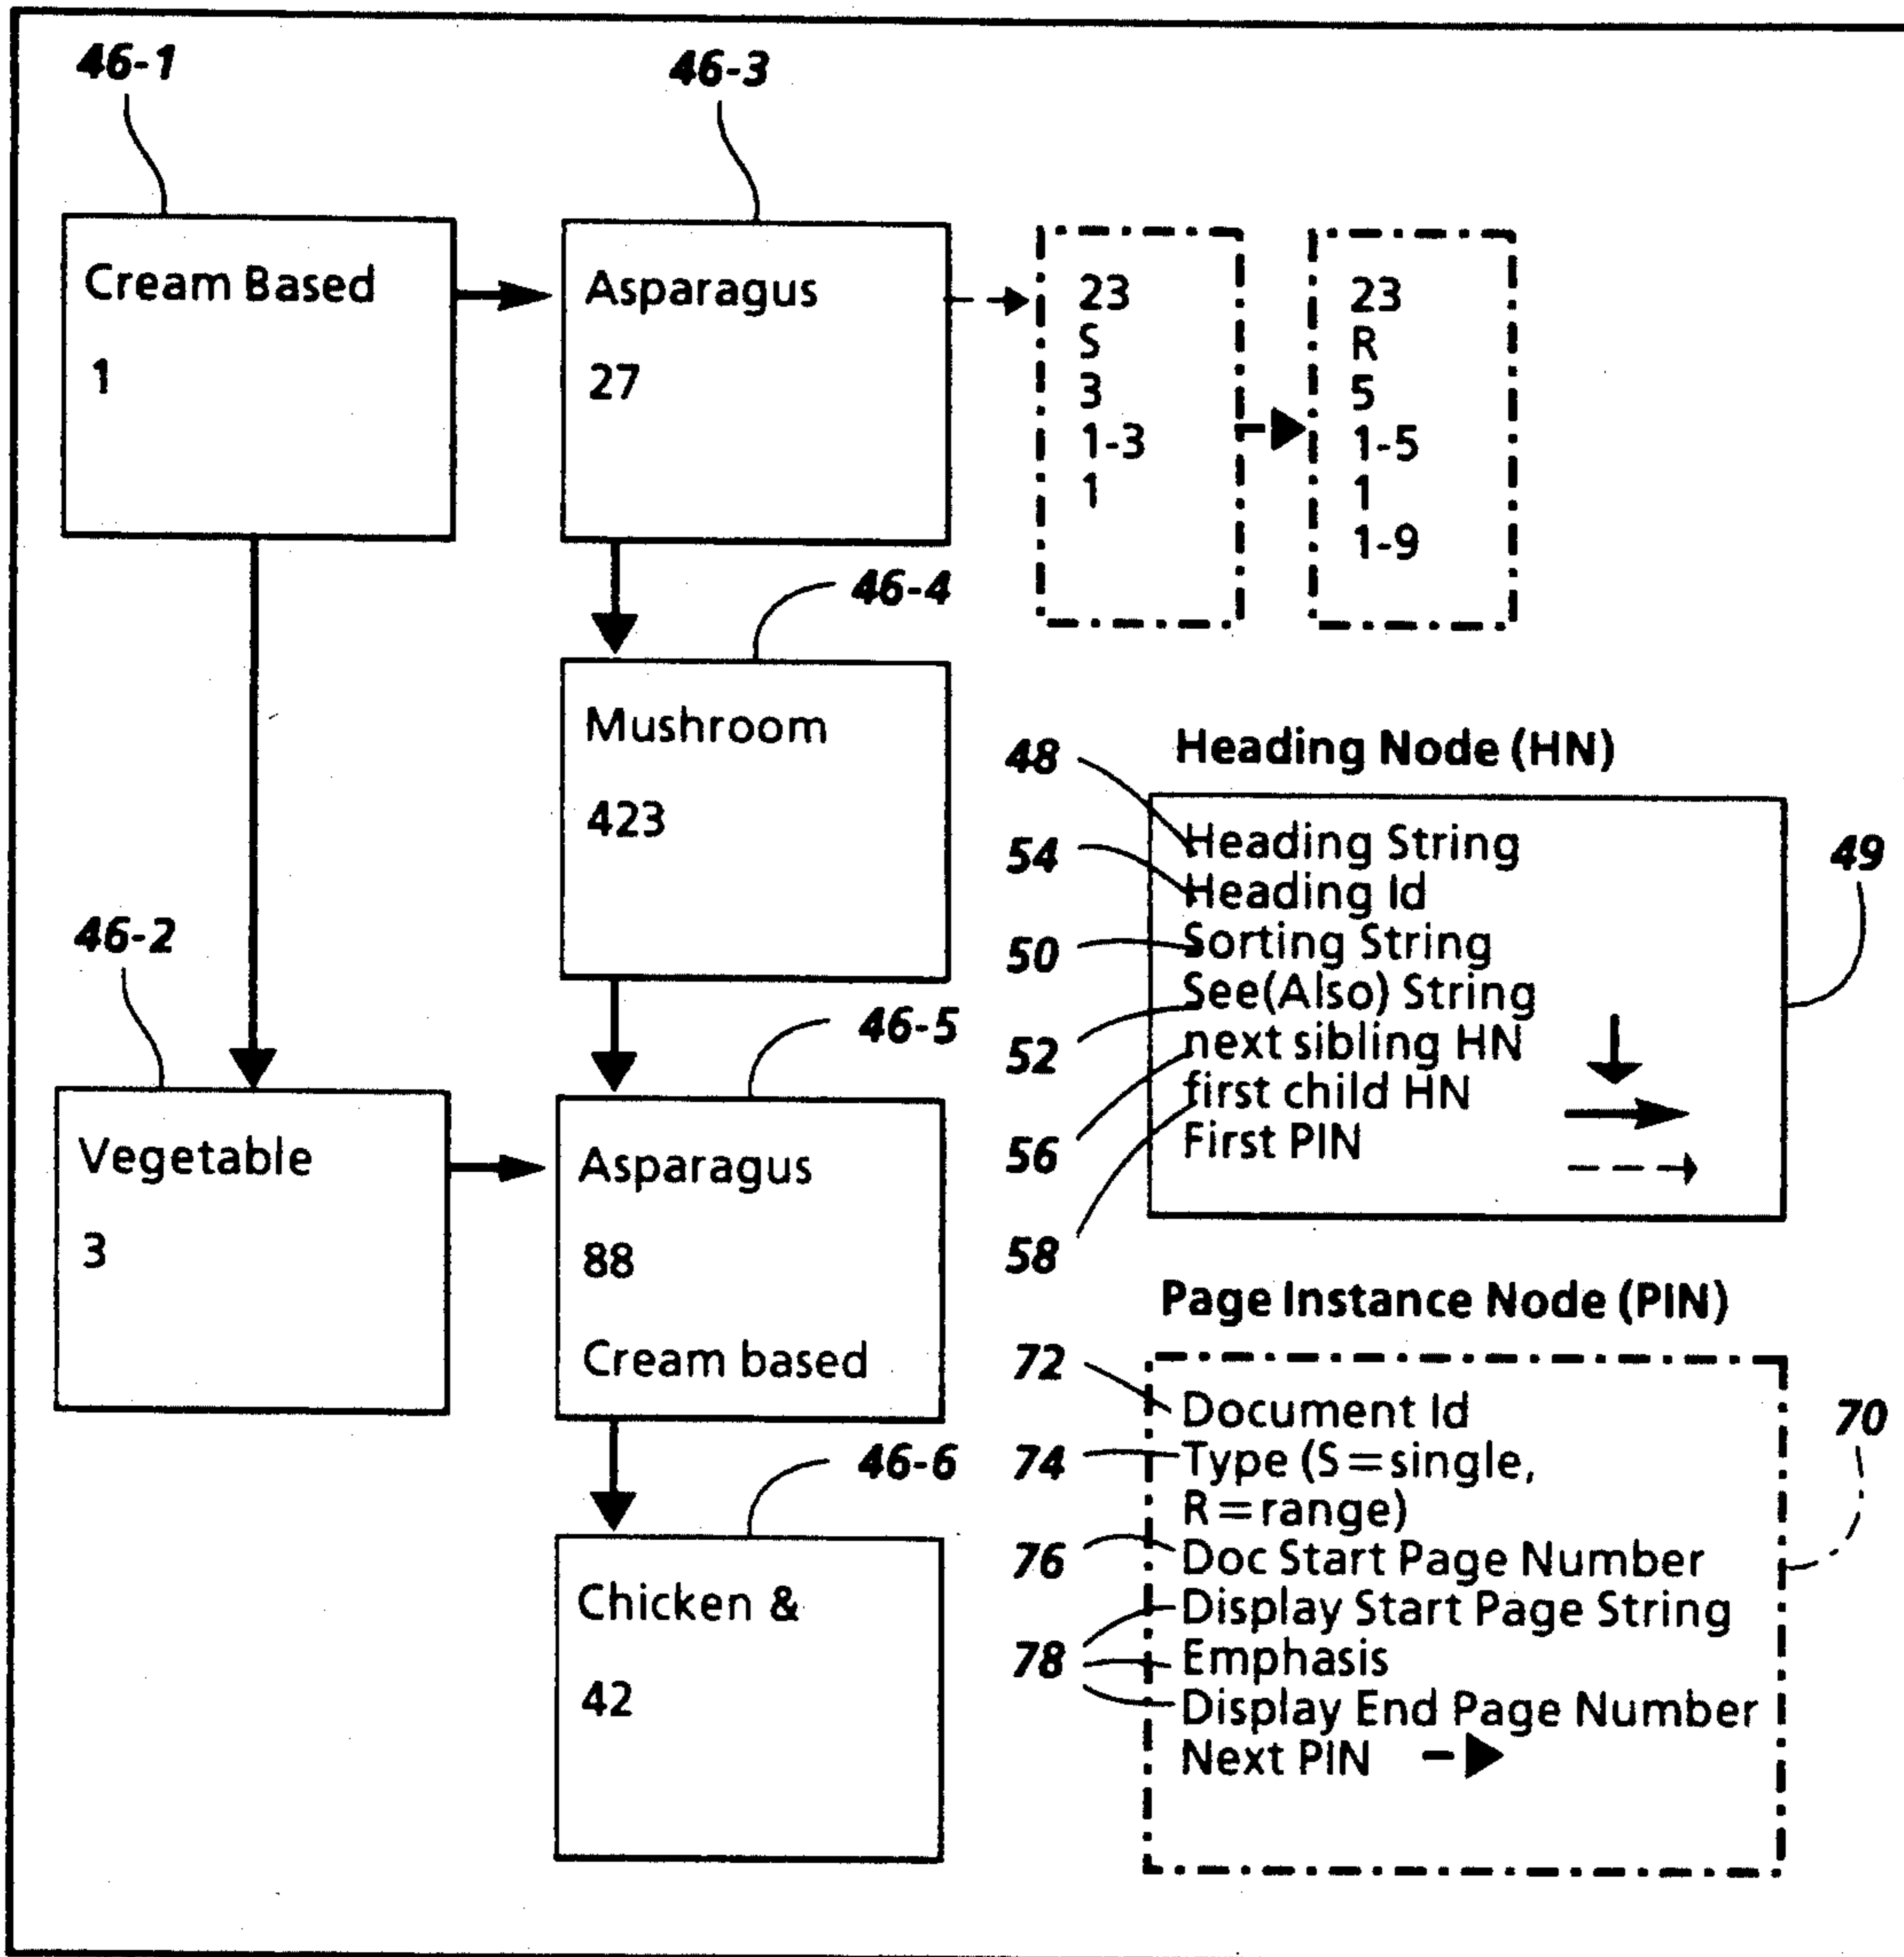 46-1
46-3
Cream Based
1
Asparagus
27
23
S
3
1-3
1
23
R
5
1-5
1
1-9
46-4
Mushroom
423
46-2
Vegetable
3
46-5
Asparagus
88
Cream based
46-6
Chicken &
42
Heading Node (HN)
48
Heading String
49
54
Heading Id
50
Sorting String
See(Also) String
52
next sibling HN
first child HN
56
First PIN
58
Page Instance Node (PIN)
72
Document Id
70
74
Type (S=single,
R=range)
76
Doc Start Page Number
Display Start Page String
78
Emphasis
Display End Page Number
Next PIN